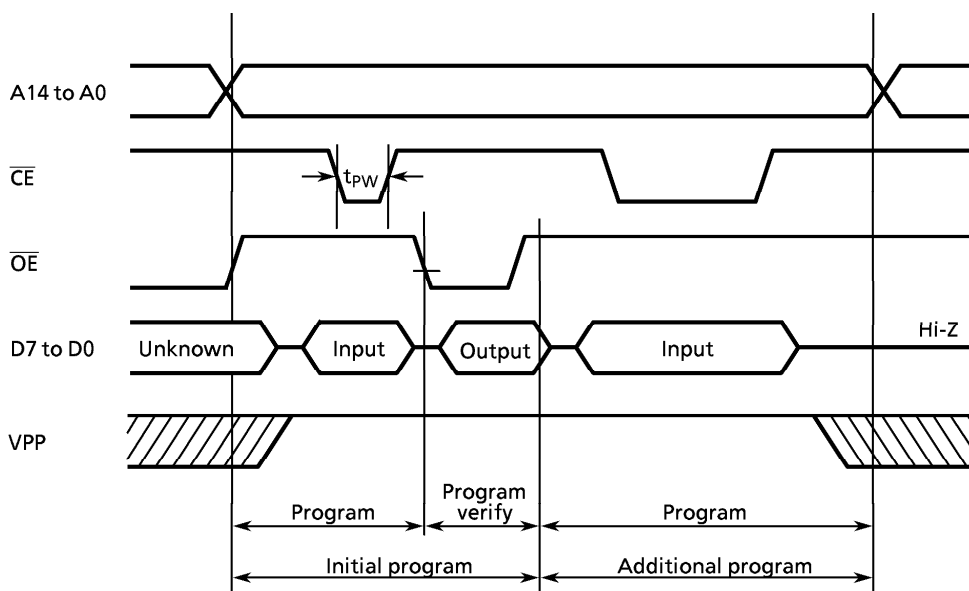 A14 to A0
CE
tPW
OE
D7 to D0
Unknown
Input
Output
Input
Hi-Z
VPP
Program
Program
verify
Program
Initial program
Additional program